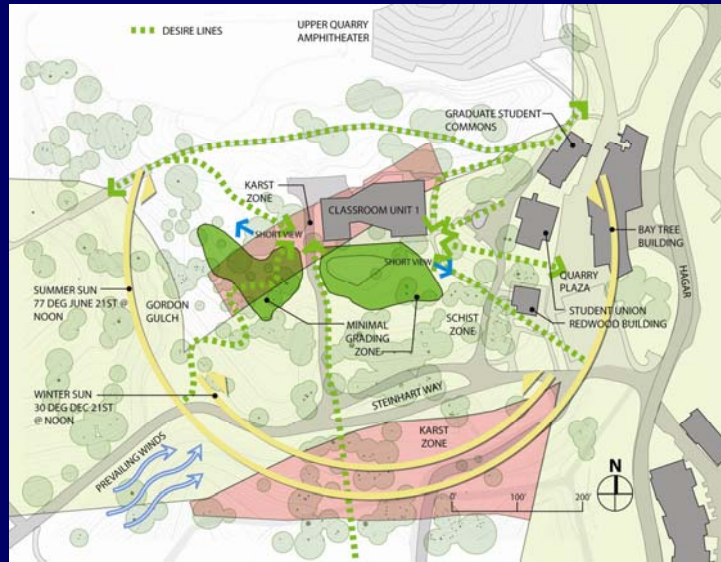 DESIRE LINES
UPPER QUARRY
AMPHITHEATER
GRADUATE STUDENT
COMMONS
KARST
ZONE
CLASSROOM UNIT 1
SHORT VIEW
SHORT VIEW
BAY TREE
BUILDING
HAGAR
QUARRY
PLAZA
SUMMER SUN
77 DEG JUNE 21ST @
NOON
GORDON
GULCH
MINIMAL
GRADING
ZONE
SCHIST
ZONE
STUDENT UNION
REDWOOD BUILDING
WINTER SUN
30 DEG DEC 21ST
@ NOON
STEINHART WAY
KARST
ZONE
PREVAILING WINDS
N
0' 100' 200'